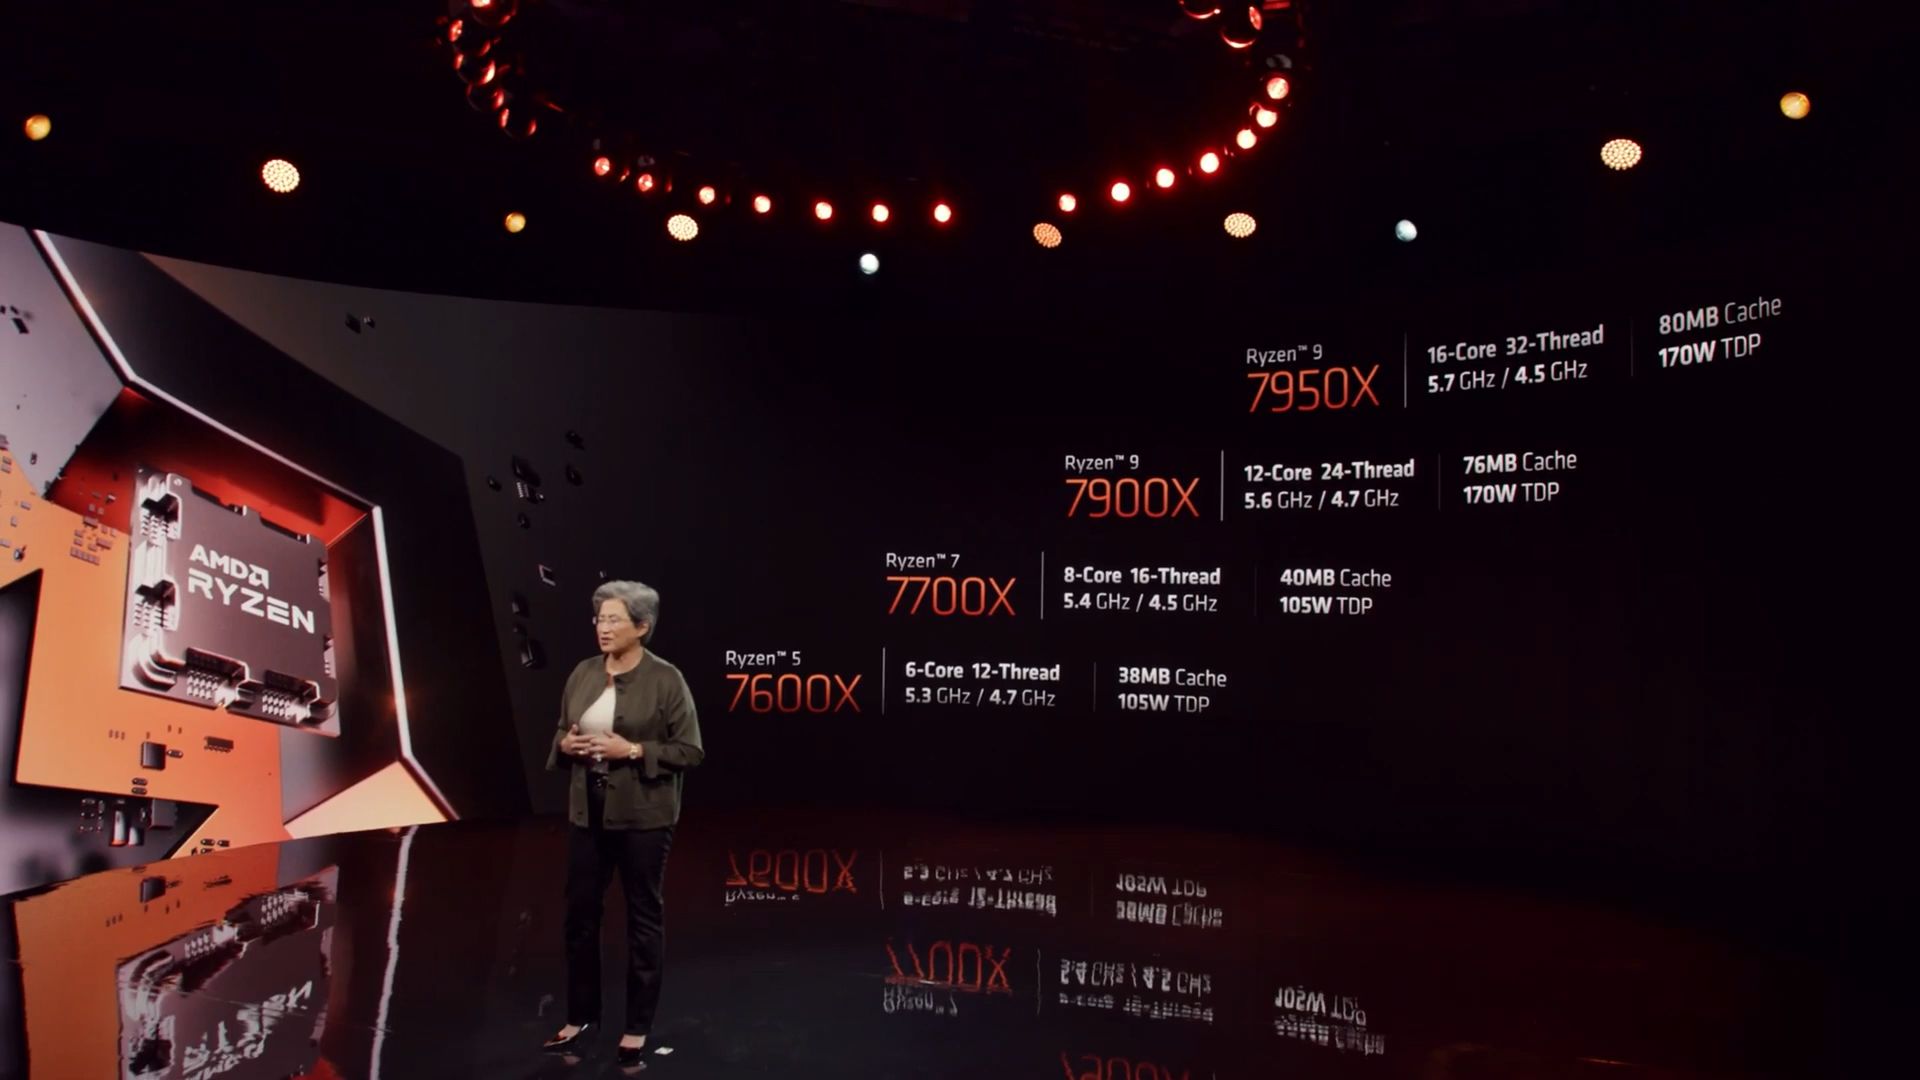 AMD
RYZEN
Ryzen™ 9
7950X
16-Core 32-Thread
5.7 GHz / 4.5 GHz
80MB Cache
170W TDP
Ryzen™ 9
7900X
12-Core 24-Thread
5.6 GHz / 4.7 GHz
76MB Cache
170W TDP
Ryzen™ 7
7700X
8-Core 16-Thread
5.4 GHz / 4.5 GHz
40MB Cache
105W TDP
Ryzen™ 5
7600X
6-Core 12-Thread
5.3 GHz / 4.7 GHz
38MB Cache
105W TDP